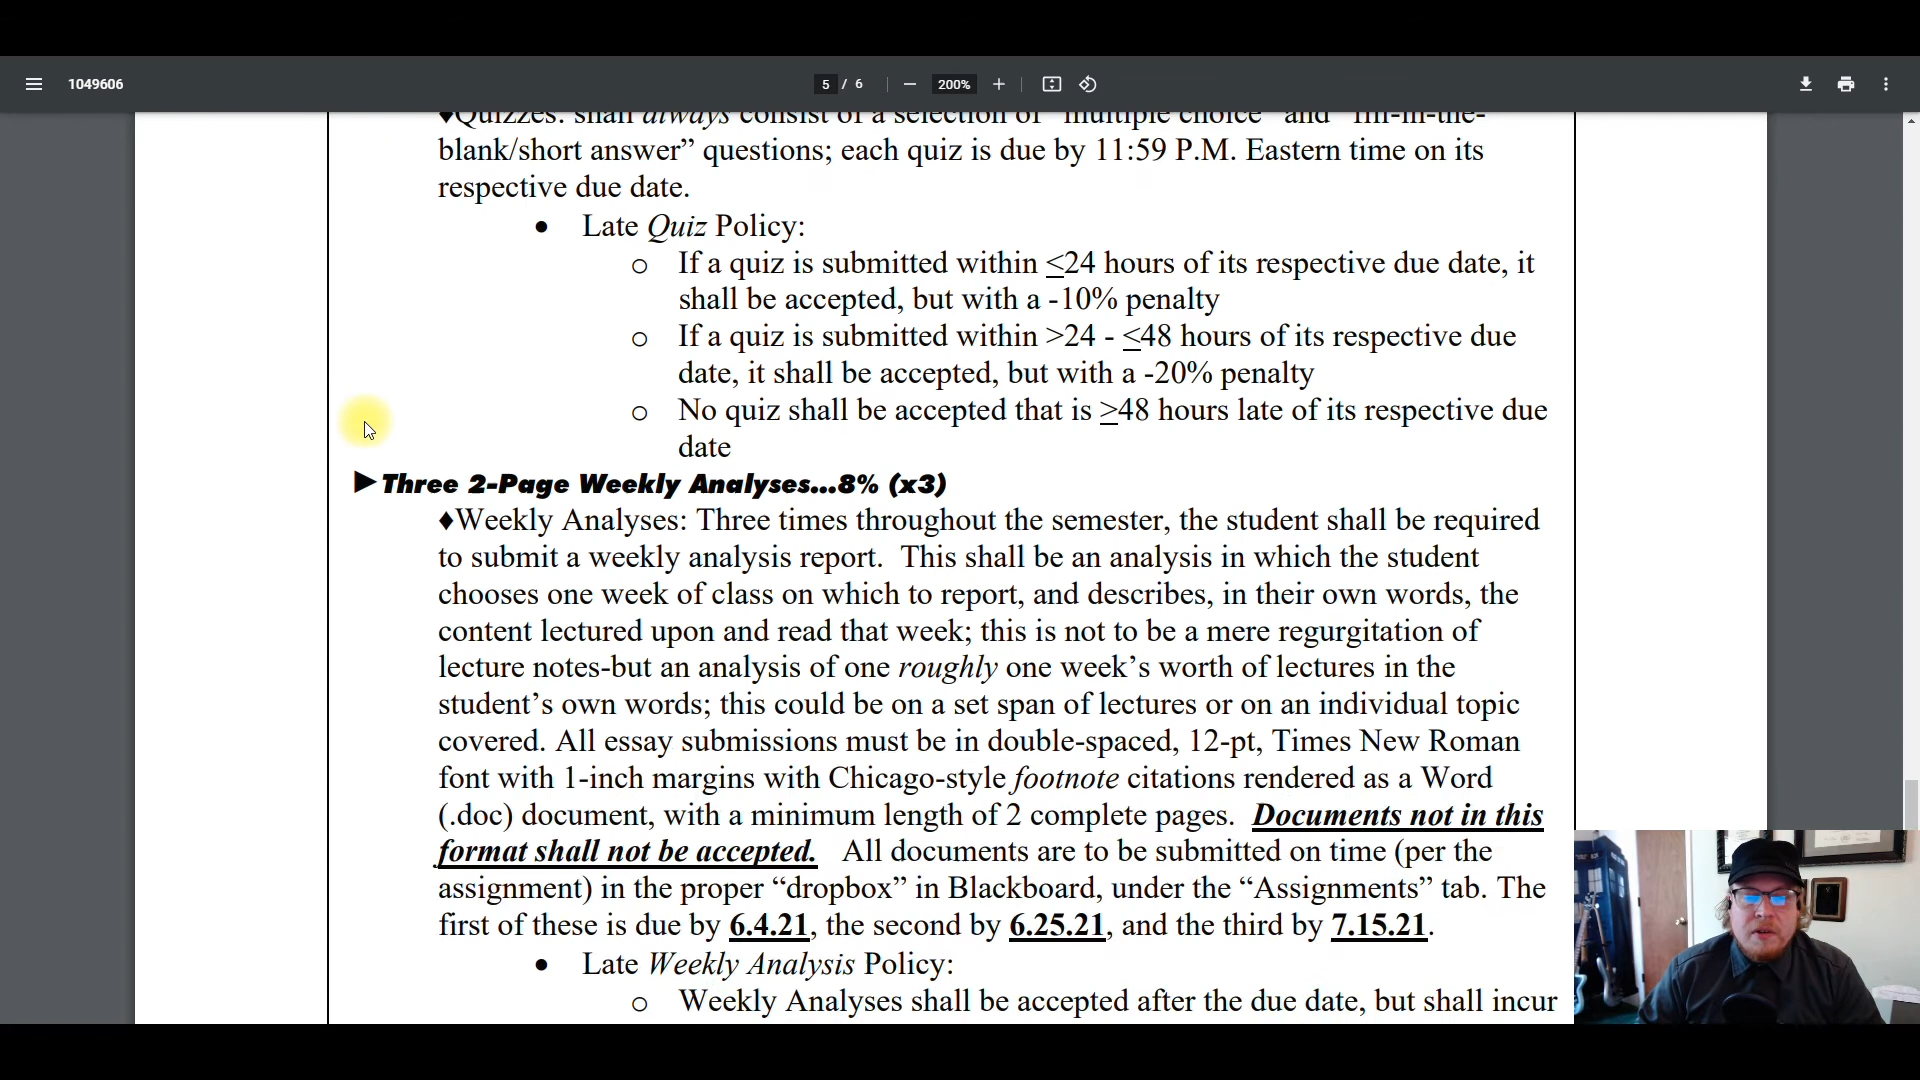 1049606
5 / 6
200%
♦Quizzes: shall always consist of a selection of "multiple choice" and "fill-in-the-
blank/short answer” questions; each quiz is due by 11:59 P.M. Eastern time on its
respective due date.
● Late Quiz Policy:
o If a quiz is submitted within <24 hours of its respective due date, it
shall be accepted, but with a -10% penalty
o If a quiz is submitted within >24 - <48 hours of its respective due
date, it shall be accepted, but with a -20% penalty
o No quiz shall be accepted that is >48 hours late of its respective due
date
►Three 2-Page Weekly Analyses...8% (x3)
♦Weekly Analyses: Three times throughout the semester, the student shall be required
to submit a weekly analysis report. This shall be an analysis in which the student
chooses one week of class on which to report, and describes, in their own words, the
content lectured upon and read that week; this is not to be a mere regurgitation of
lecture notes-but an analysis of one roughly one week’s worth of lectures in the
student’s own words; this could be on a set span of lectures or on an individual topic
covered. All essay submissions must be in double-spaced, 12-pt, Times New Roman
font with 1-inch margins with Chicago-style footnote citations rendered as a Word
(.doc) document, with a minimum length of 2 complete pages. Documents not in this
format shall not be accepted. All documents are to be submitted on time (per the
assignment) in the proper “dropbox” in Blackboard, under the “Assignments” tab. The
first of these is due by 6.4.21, the second by 6.25.21, and the third by 7.15.21.
● Late Weekly Analysis Policy:
o Weekly Analyses shall be accepted after the due date, but shall incur